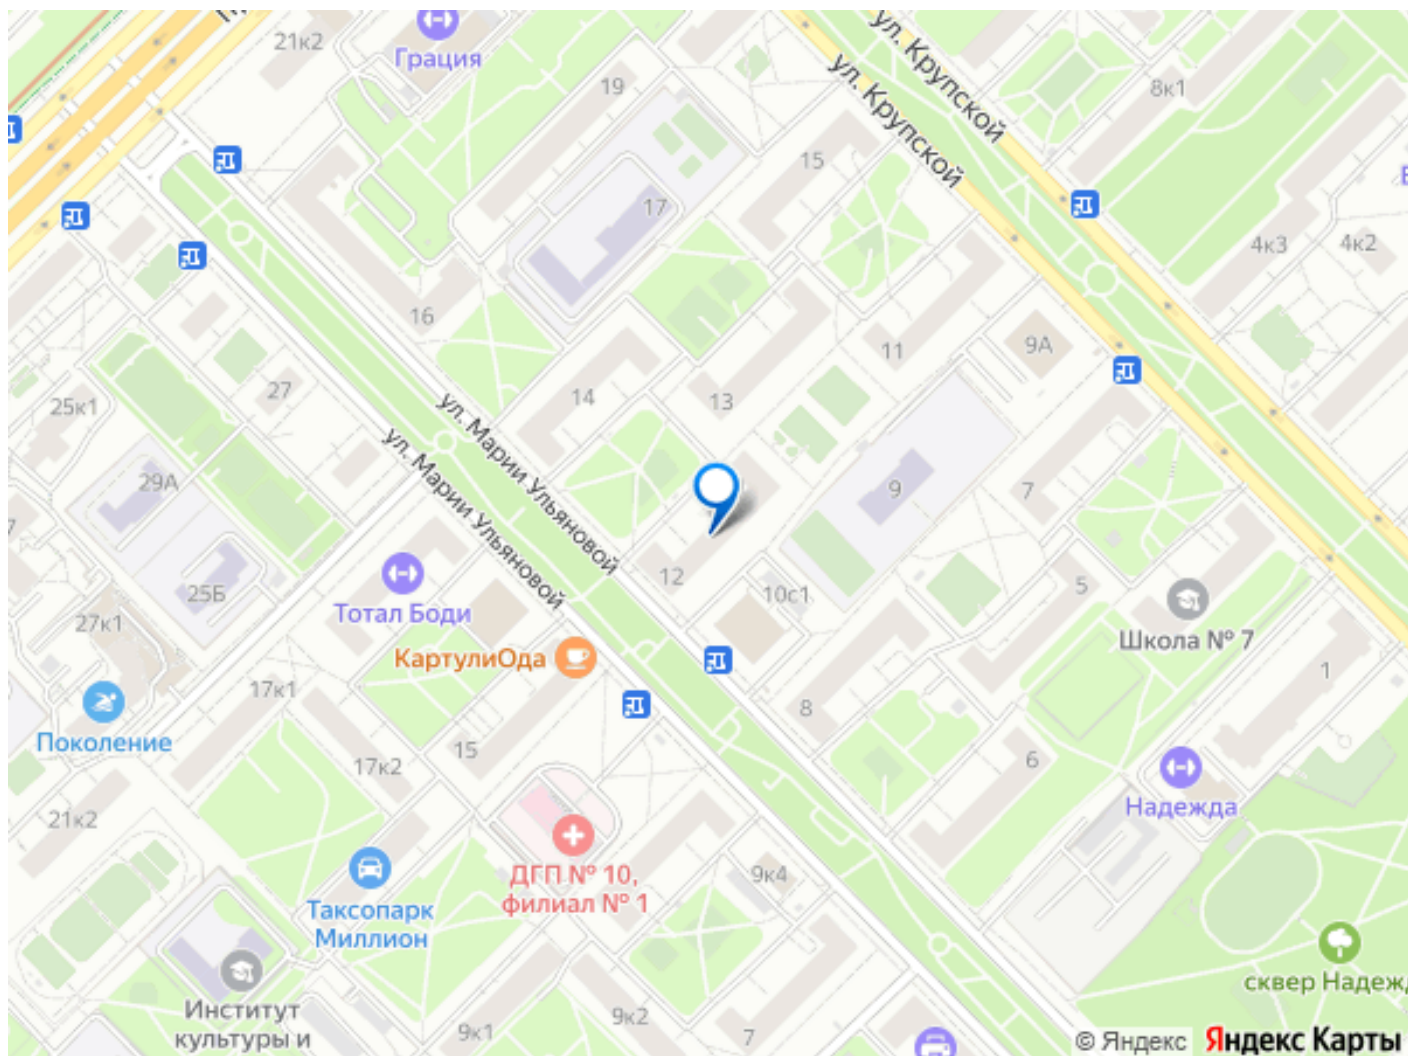 21к2
Грация
19
ул. Крупской
ул. Крупской
8к1
15
17
4к3
4к2
16
11
9А
14
13
27
25к1
ул. Марии Ульяновой
ул. Марии Ульяновой
29А
9
7
25Б
12
10с1
5
Тотал Боди
27к1
Школа № 7
КартулиОда
17к1
1
8
Поколение
15
17к2
6
Надежда
21к2
ДГП № 10,
филиал № 1
9к4
Таксопарк
Миллион
сквер Надежд
Институт
культуры и
9к1
9к2
7
© Яндекс Яндекс Карты